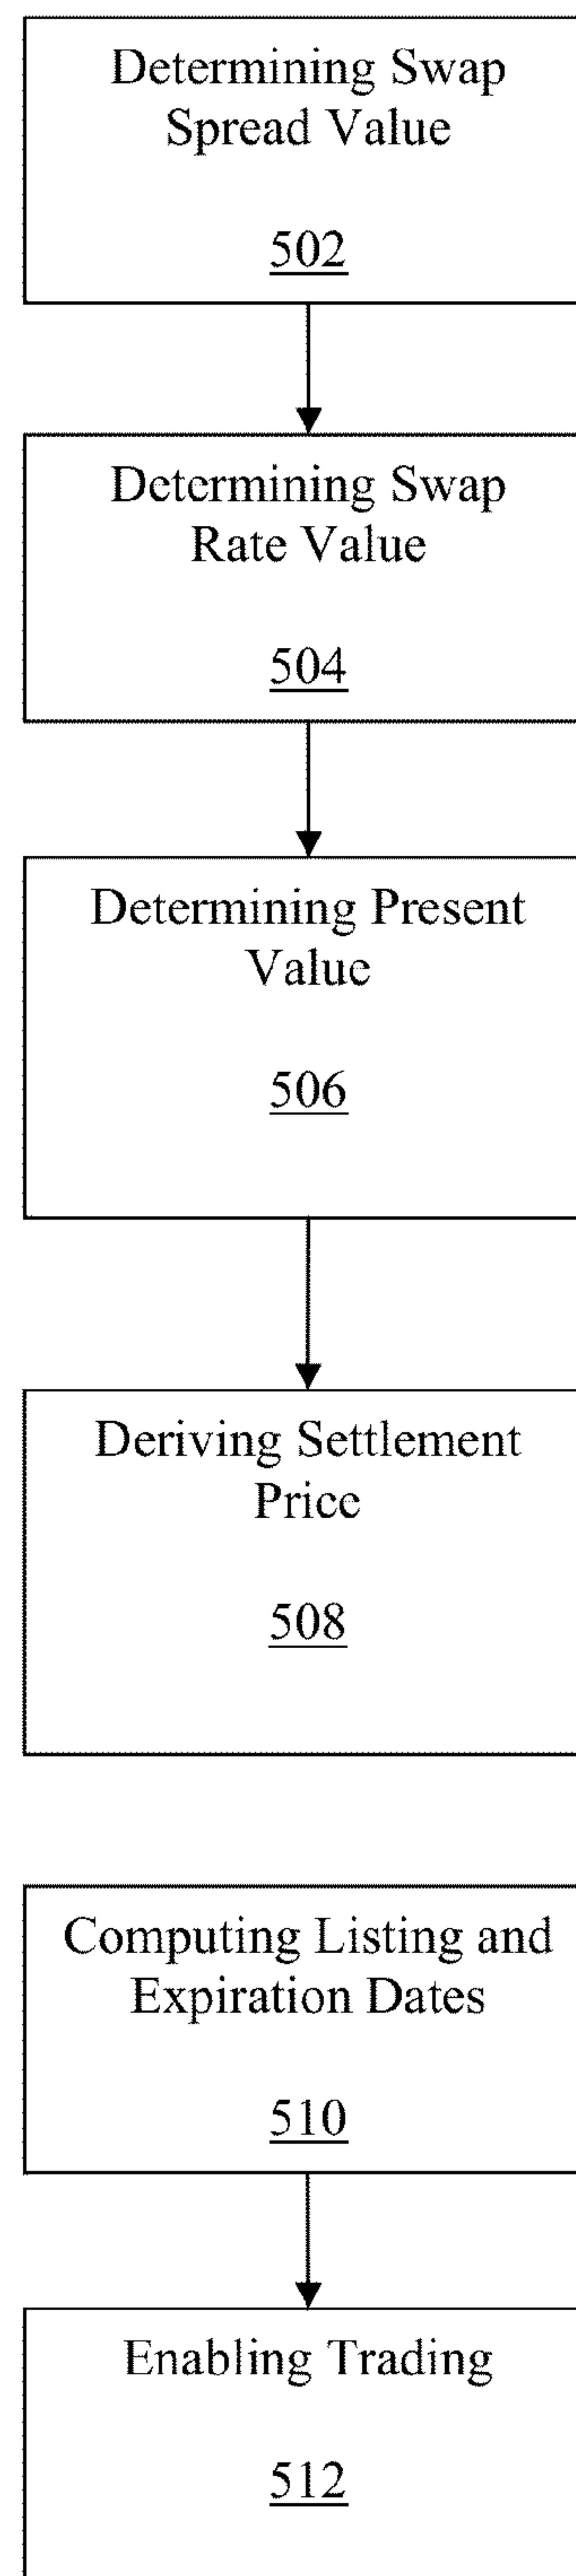 Determining Swap
Spread Value
502
Determining Swap
Rate Value
504
Determining Present
Value
506
Deriving Settlement
Price
508
Computing Listing and
Expiration Dates
510
Enabling Trading
512